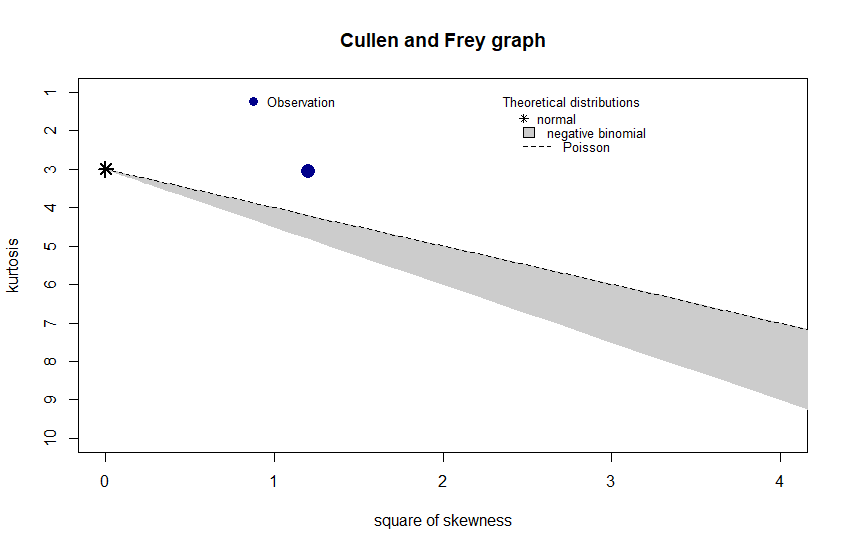 Cullen and Frey graph
Observation
Theoretical distributions
normal
negative binomial
Poisson
kurtosis
1
2
3
4
5
6
7
8
9
10
0 1 2 3 4
square of skewness